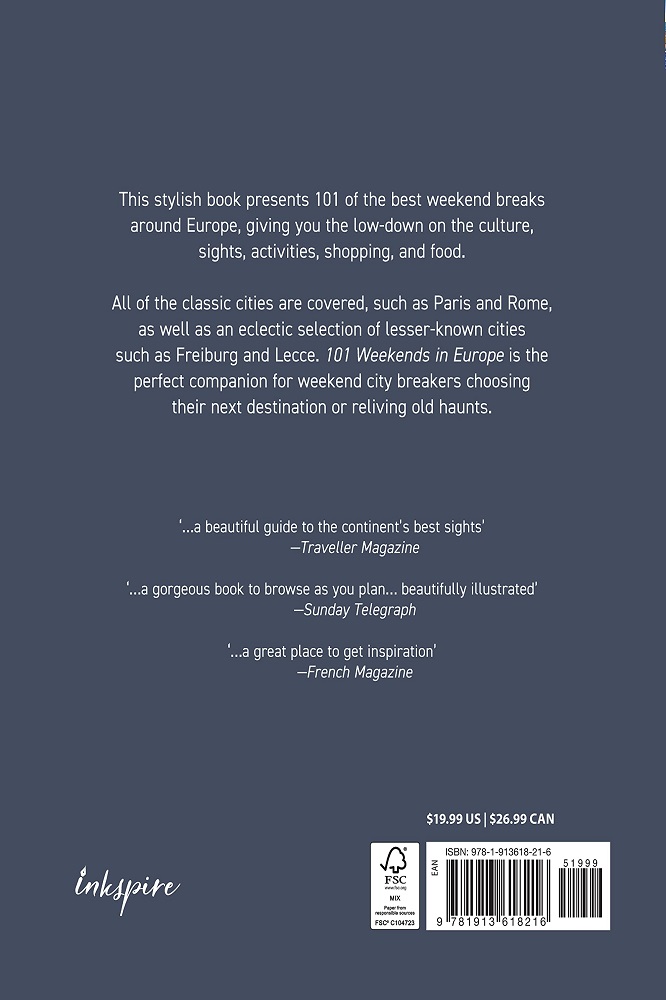 This stylish book presents 101 of the best weekend breaks
around Europe, giving you the low-down on the culture,
sights, activities, shopping, and food.
All of the classic cities are covered, such as Paris and Rome,
as well as an eclectic selection of lesser-known cities
such as Freiburg and Lecce. 101 Weekends in Europe is the
perfect companion for weekend city breakers choosing
their next destination or reliving old haunts.
‘...a beautiful guide to the continent's best sights’
—Traveller Magazine
‘...a gorgeous book to browse as you plan... beautifully illustrated’
—Sunday Telegraph
‘...a great place to get inspiration’
—French Magazine
$19.99 US | $26.99 CAN
inkspire
FSC
www.fsc.org
MIX
Paper from
responsible sources
FSC® C104723
EAN
ISBN: 978-1-913618-21-6
51999
9 781913 618216